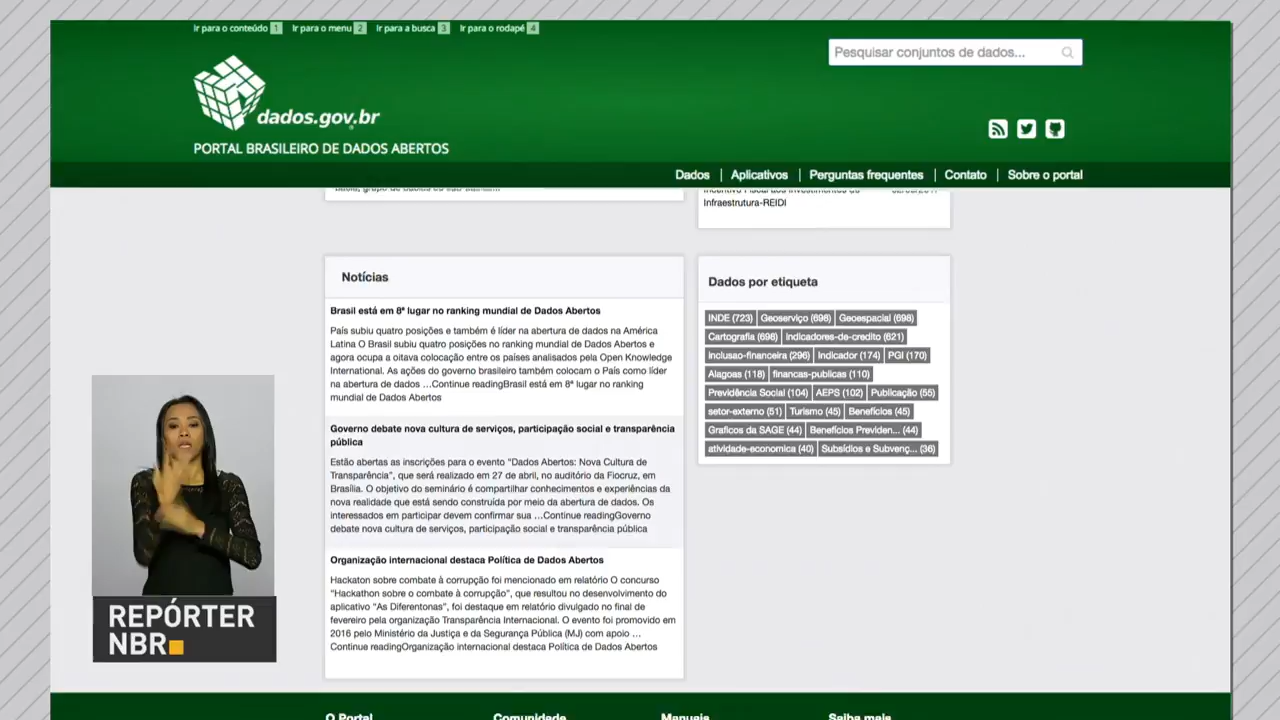 Ir para o conteúdo 1 Ir para o menu 2 Ir para a busca 3 Ir para o rodapé 4
Pesquisar conjuntos de dados...
dados.gov.br
PORTAL BRASILEIRO DE DADOS ABERTOS
Dados | Aplicativos | Perguntas frequentes | Contato | Sobre o portal
Infraestrutura-REIDI
Notícias
Brasil está em 8º lugar no ranking mundial de Dados Abertos
País subiu quatro posições e também é líder na abertura de dados na América
Latina O Brasil subiu quatro posições no ranking mundial de Dados Abertos e
agora ocupa a oitava colocação entre os países analisados pela Open Knowledge
International. As ações do governo brasileiro também colocam o País como líder
na abertura de dados …Continue readingBrasil está em 8º lugar no ranking
mundial de Dados Abertos
Governo debate nova cultura de serviços, participação social e transparência
pública
Estão abertas as inscrições para o evento “Dados Abertos: Nova Cultura de
Transparência”, que será realizado em 27 de abril, no auditório da Fiocruz, em
Brasília. O objetivo do seminário é compartilhar conhecimentos e experiências da
nova realidade que está sendo construída por meio da abertura de dados. Os
interessados em participar devem confirmar sua …Continue readingGoverno
debate nova cultura de serviços, participação social e transparência pública
Organização internacional destaca Política de Dados Abertos
Hackaton sobre combate à corrupção foi mencionado em relatório O concurso
“Hackathon sobre o combate à corrupção”, que resultou no desenvolvimento do
aplicativo “As Diferentonas”, foi destaque em relatório divulgado no final de
fevereiro pela organização Transparência Internacional. O evento foi promovido em
2016 pelo Ministério da Justiça e da Segurança Pública (MJ) com apoio …
Continue readingOrganização internacional destaca Política de Dados Abertos
Dados por etiqueta
INDE (723) Geoserviço (698) Geoespacial (698)
Cartografia (698) indicadores-de-credito (621)
inclusao-financeira (296) Indicador (174) PGI (170)
Alagoas (118) financas-publicas (110)
Previdência Social (104) AEPS (102) Publicação (55)
setor-externo (51) Turismo (45) Benefícios (45)
Graficos da SAGE (44) Benefícios Previden... (44)
atividade-economica (40) Subsídios e Subvenç... (36)
REPÓRTER
NBR
O Portal Comunidade Manuais Saiba mais